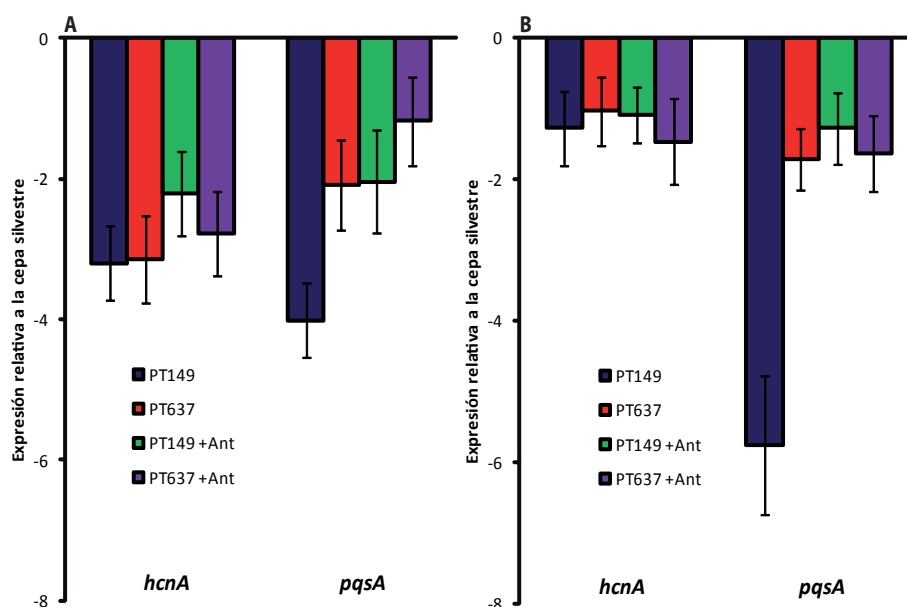 A
Expresión relativa a la cepa silvestre
0
-2
-4
-6
-8
PT149
PT637
PT149 +Ant
PT637 +Ant
hcnA
pqsA
B
Expresión relativa a la cepa silvestre
0
-2
-4
-6
-8
PT149
PT637
PT149 +Ant
PT637 +Ant
hcnA
pqsA